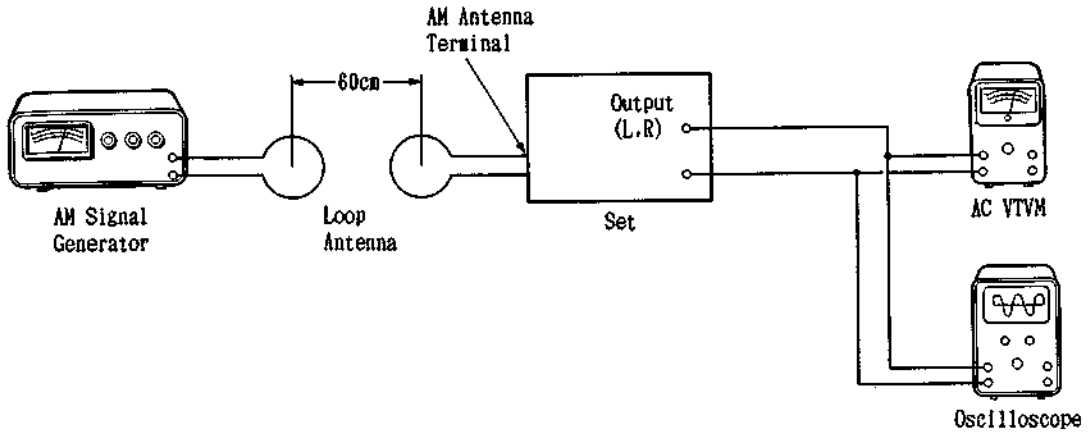 AM Antenna
Terminal
60cm
Output
(L.R)
AM Signal
Generator
Loop
Antenna
Set
AC VTVM
Oscilloscope